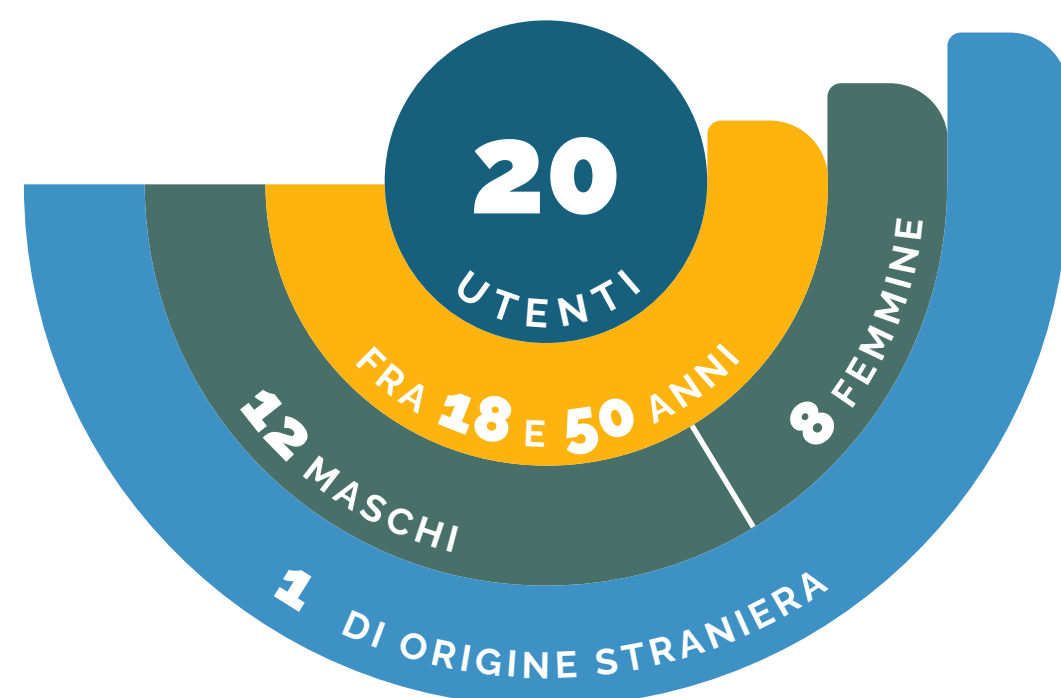 20
UTENTI
FRA 18 E 50 ANNI
12 MASCHI
8 FEMMINE
1 DI ORIGINE STRANIERA